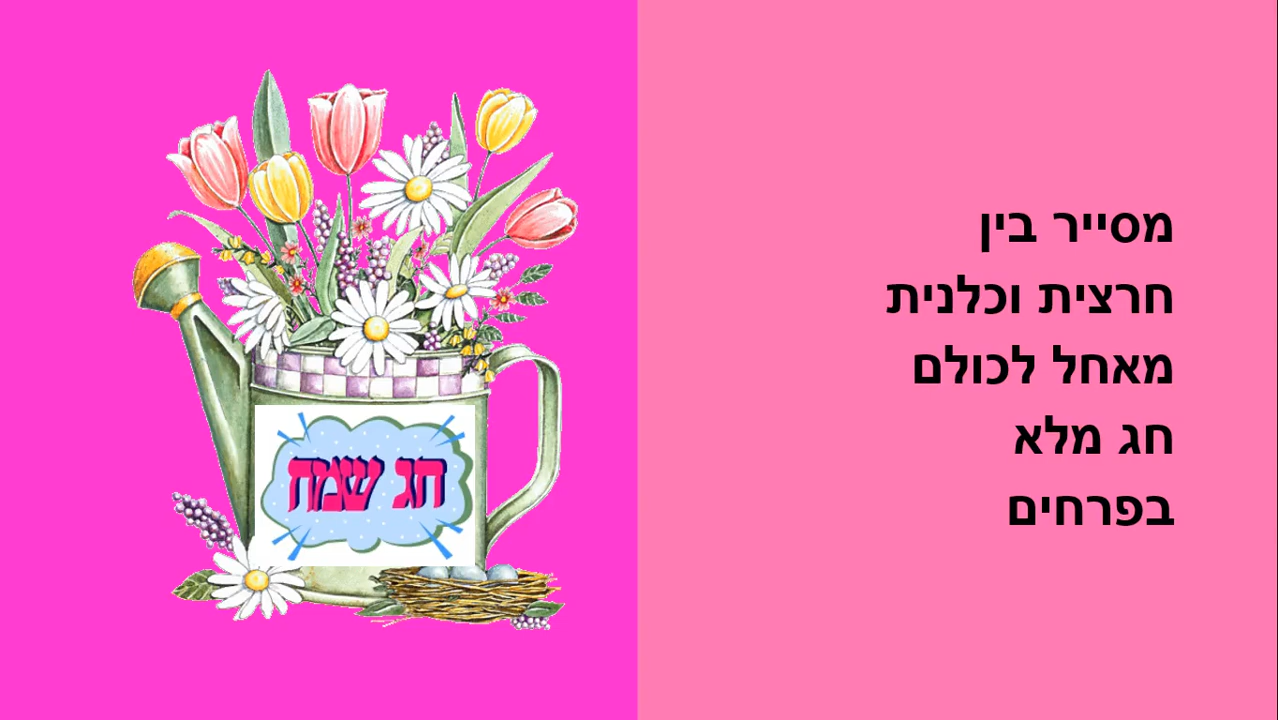 חג שמח
מסייר בין
חרצית וכלנית
מאחל לכולם
חג מלא
בפרחים